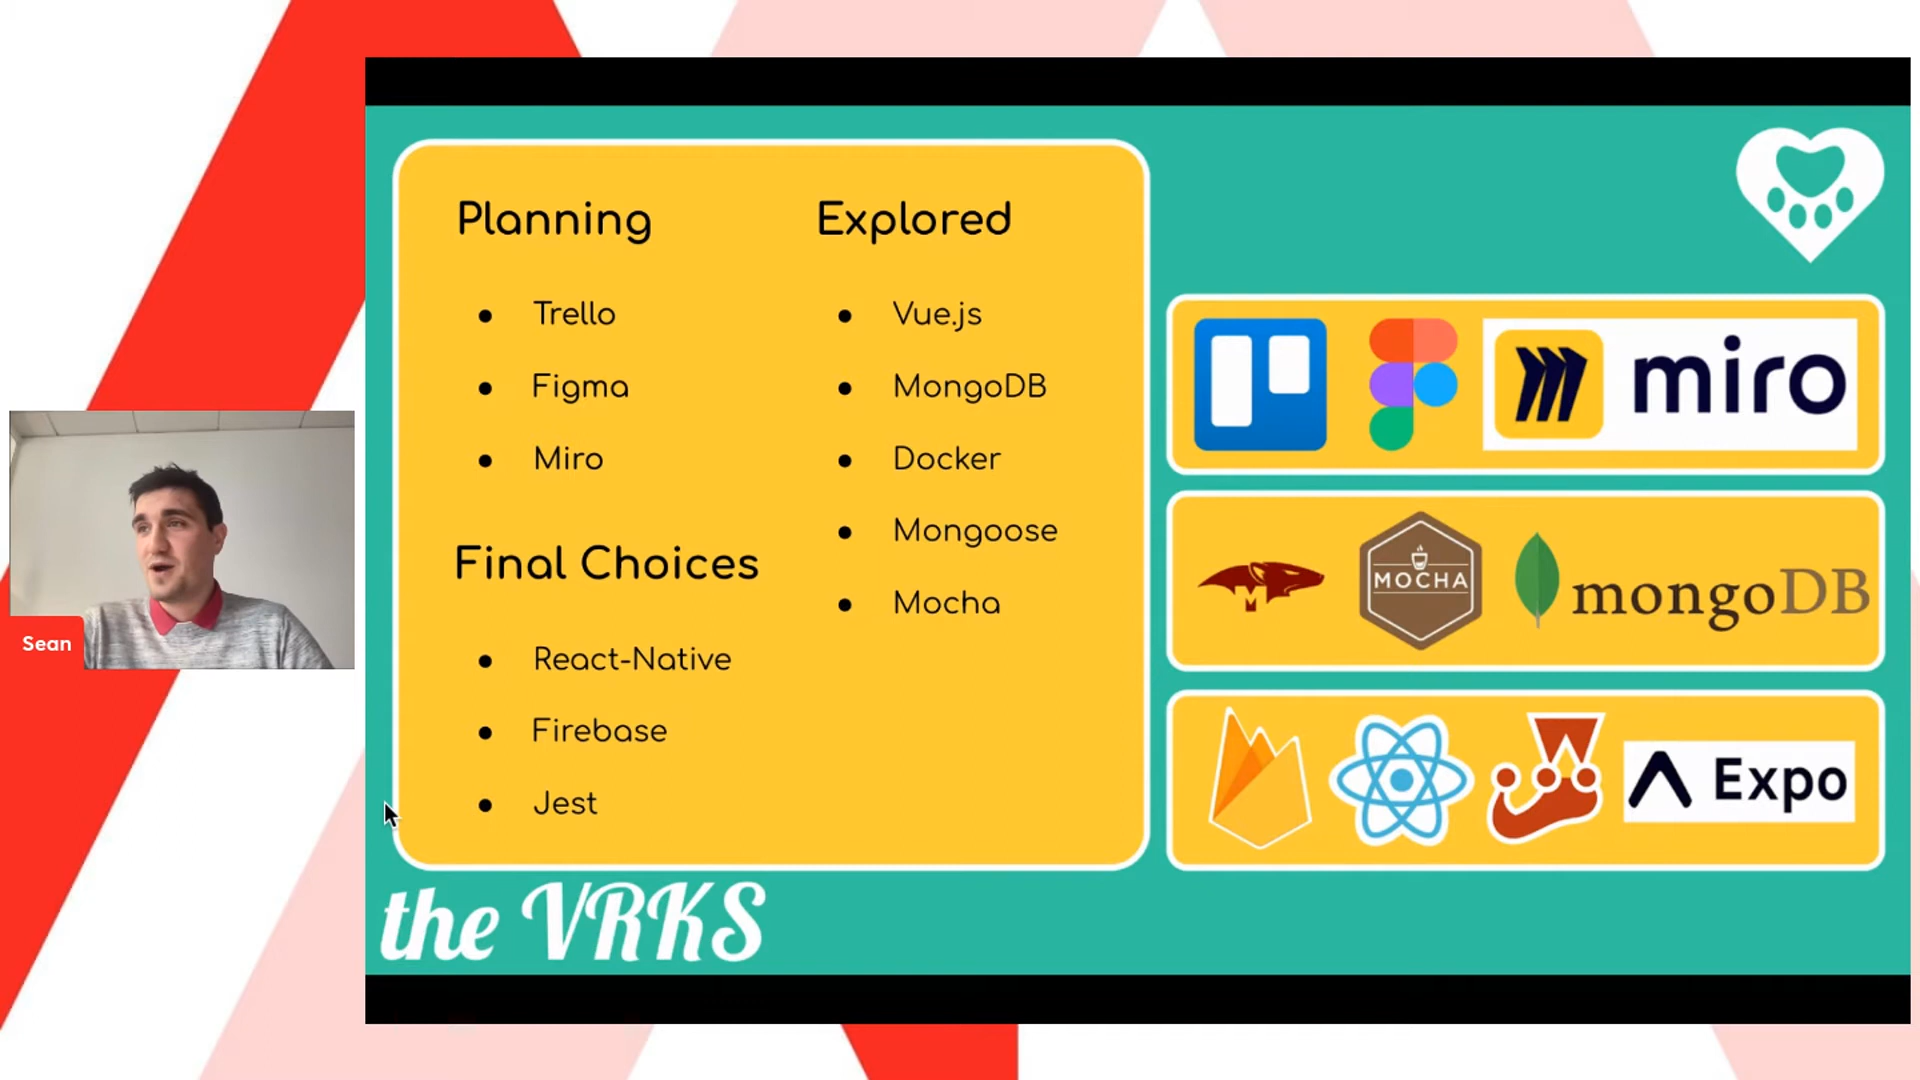 Planning
Trello
Figma
Miro
Final Choices
React-Native
Firebase
Jest
Explored
Vue.js
MongoDB
Docker
Mongoose
Mocha
miro
M
MOCHA
mongoDB
Expo
the VRKS
Sean